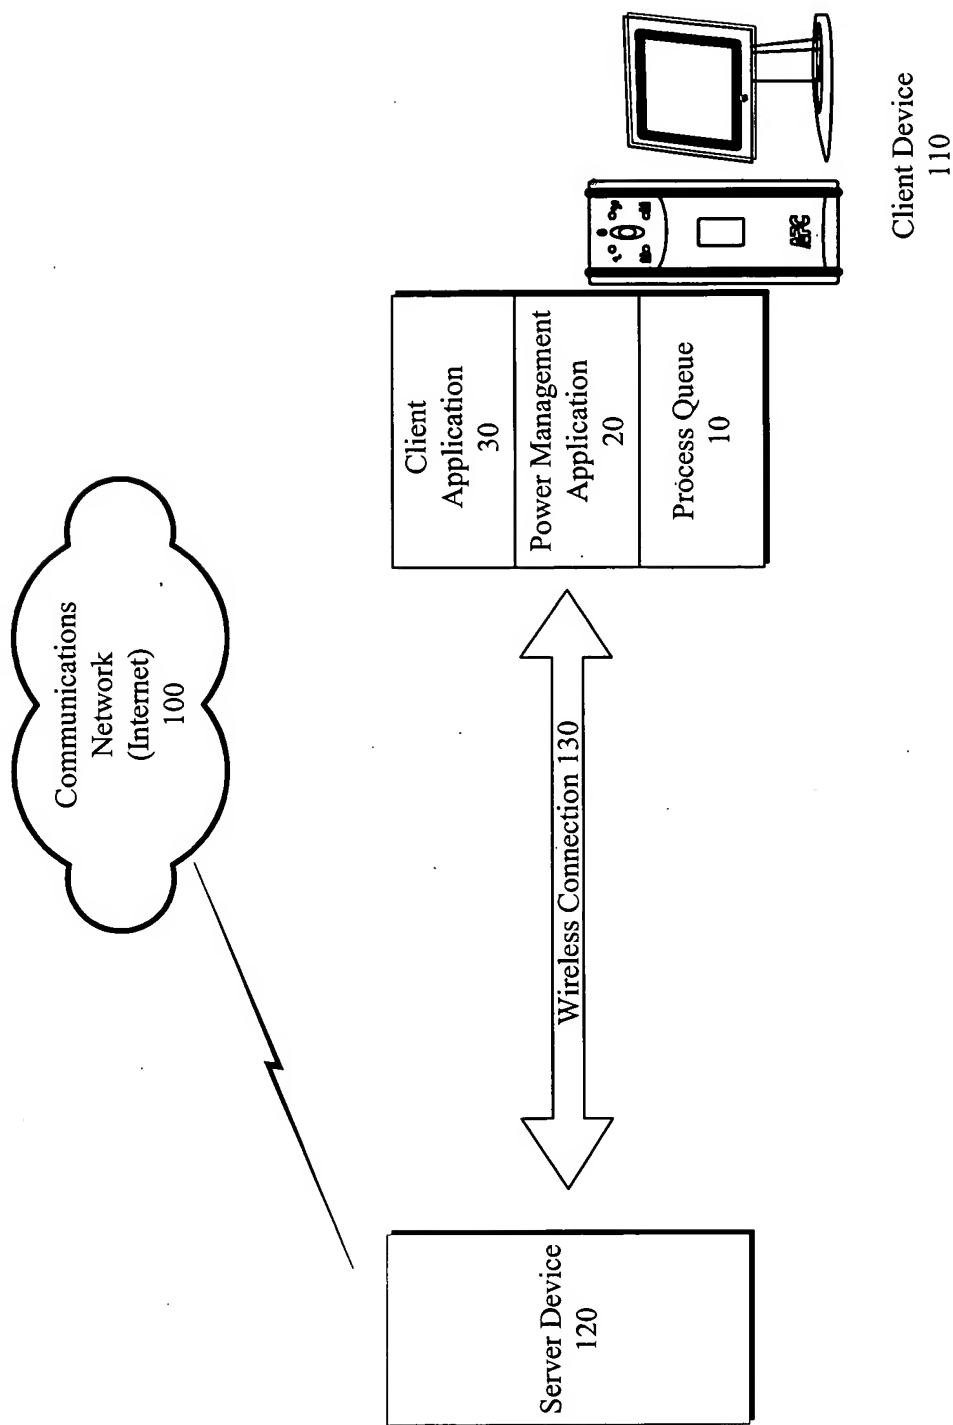 Communications
Network
(Internet)
100
Server Device
120
Wireless Connection 130
Client
Application
30
Power Management
Application
20
Process Queue
10
APC
Client Device
110